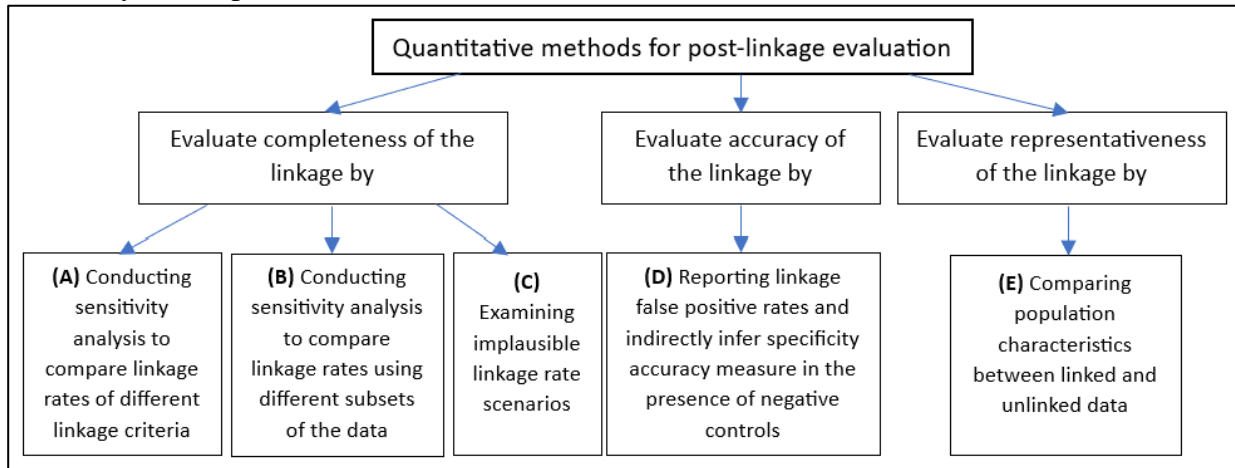 Quantitative methods for post-linkage evaluation
Evaluate completeness of the
linkage by
Evaluate accuracy of
the linkage by
Evaluate representativeness
of the linkage by
(A) Conducting
sensitivity
analysis to
compare linkage
rates of different
linkage criteria
(B) Conducting
sensitivity analysis
to compare
linkage rates using
different subsets
of the data
(C)
Examining
implausible
linkage rate
scenarios
(D) Reporting linkage
false positive rates and
indirectly infer specificity
accuracy measure in the
presence of negative
controls
(E) Comparing
population
characteristics
between linked and
unlinked data